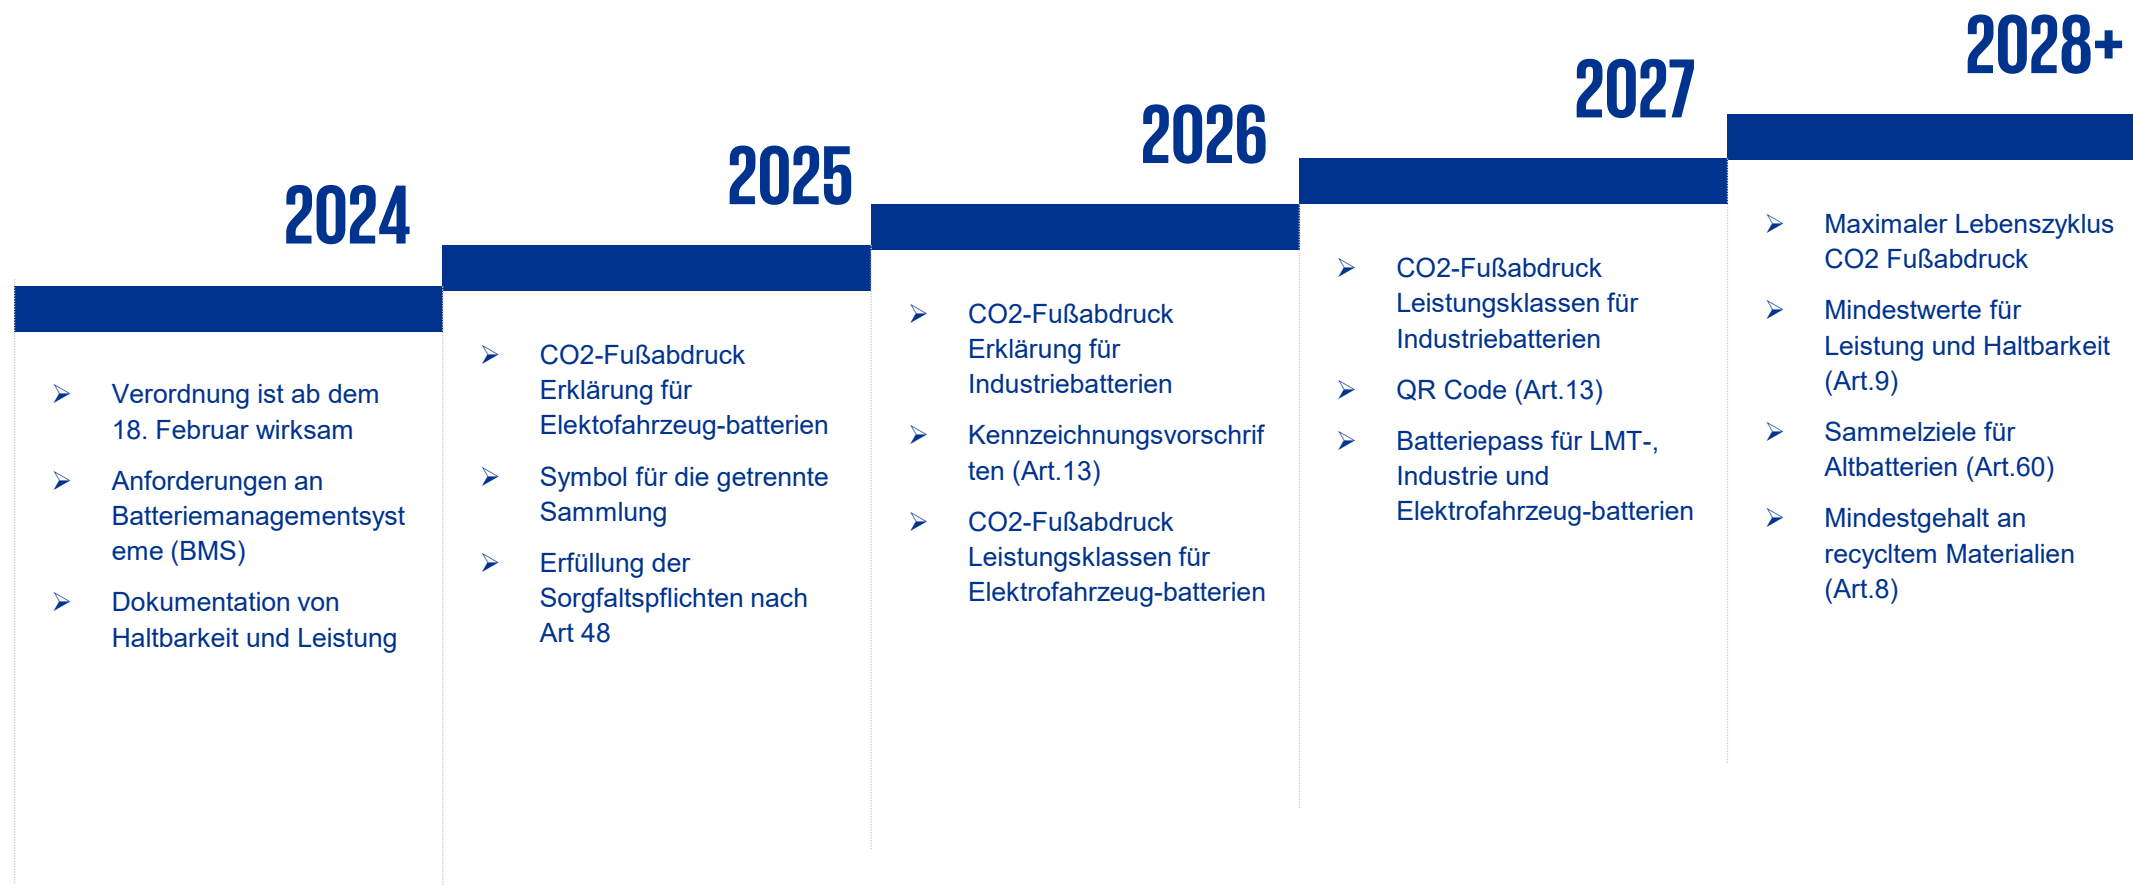 2024
Verordnung ist ab dem
18. Februar wirksam
Anforderungen an
Batteriemanagementsyst
eme (BMS)
Dokumentation von
Haltbarkeit und Leistung
2025
CO2-Fußabdruck
Erklärung für
Elektofahrzeug-batterien
Symbol für die getrennte
Sammlung
Erfüllung der
Sorgfaltspflichten nach
Art 48
2026
CO2-Fußabdruck
Erklärung für
Industriebatterien
Kennzeichnungsvorschrif
ten (Art.13)
CO2-Fußabdruck
Leistungsklassen für
Elektrofahrzeug-batterien
2027
CO2-Fußabdruck
Leistungsklassen für
Industriebatterien
QR Code (Art.13)
Batteriepass für LMT-,
Industrie und
Elektrofahrzeug-batterien
2028+
Maximaler Lebenszyklus
CO2 Fußabdruck
Mindestwerte für
Leistung und Haltbarkeit
(Art.9)
Sammelziele für
Altbatterien (Art.60)
Mindestgehalt an
recycltem Materialien
(Art.8)